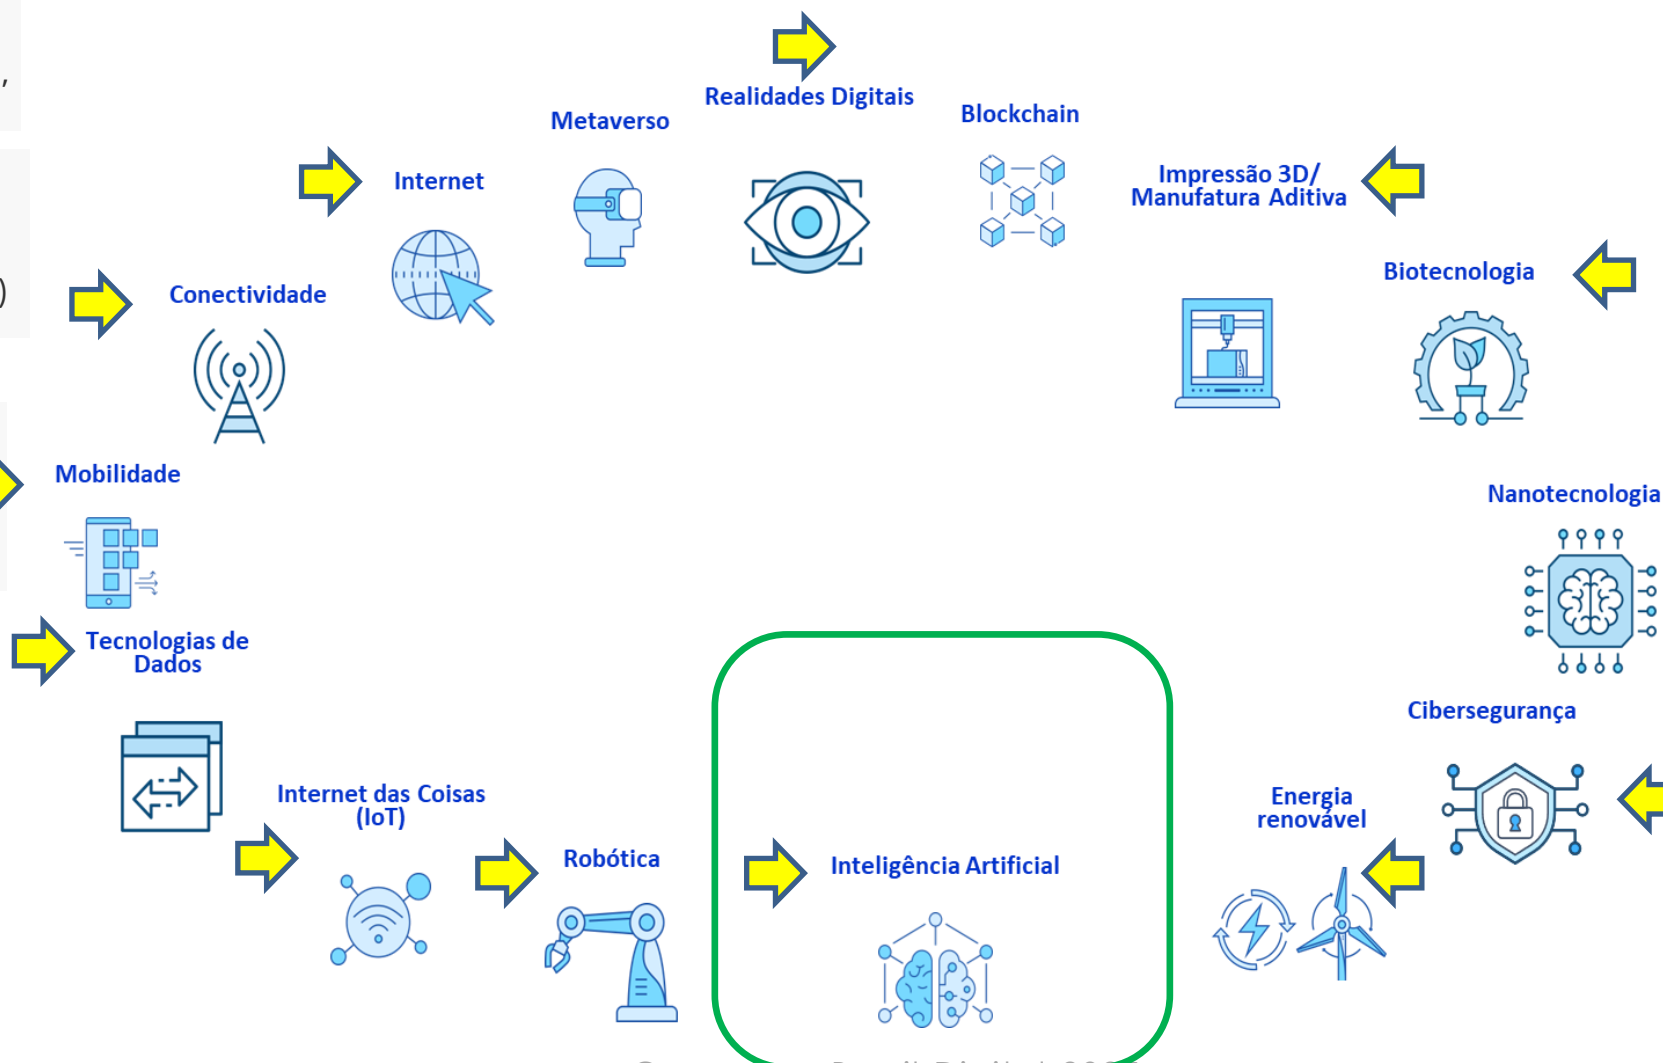 ,
Realidades Digitais
Metaverso
Blockchain
Internet
Impressão 3D/
Manufatura Aditiva
Biotecnologia
)
Conectividade
Mobilidade
Nanotecnologia
Tecnologias de
Dados
Cibersegurança
Internet das Coisas
(IoT)
Energia
renovável
Robótica
Inteligência Artificial